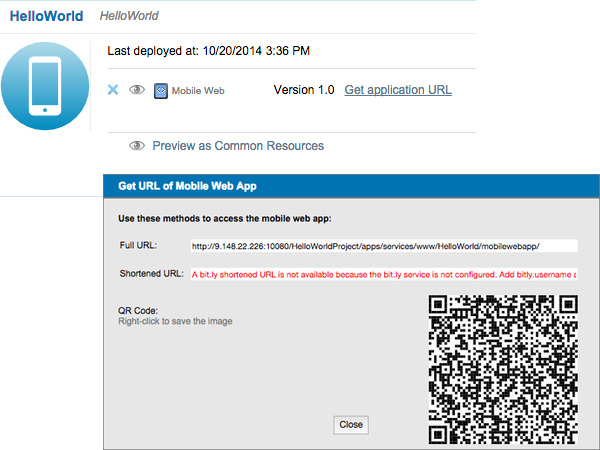 HelloWorld HelloWorld
Last deployed at: 10/20/2014 3:36 PM
Mobile Web Version 1.0 Get application URL
Preview as Common Resources
Get URL of Mobile Web App
Use these methods to access the mobile web app:
Full URL: http://9.148.22.226:10080/HelloWorldProject/apps/services/www/HelloWorld/mobilewebapp/
Shortened URL: A bit.ly shortened URL is not available because the bit.ly service is not configured. Add bitly.username
QR Code:
Right-click to save the image
Close